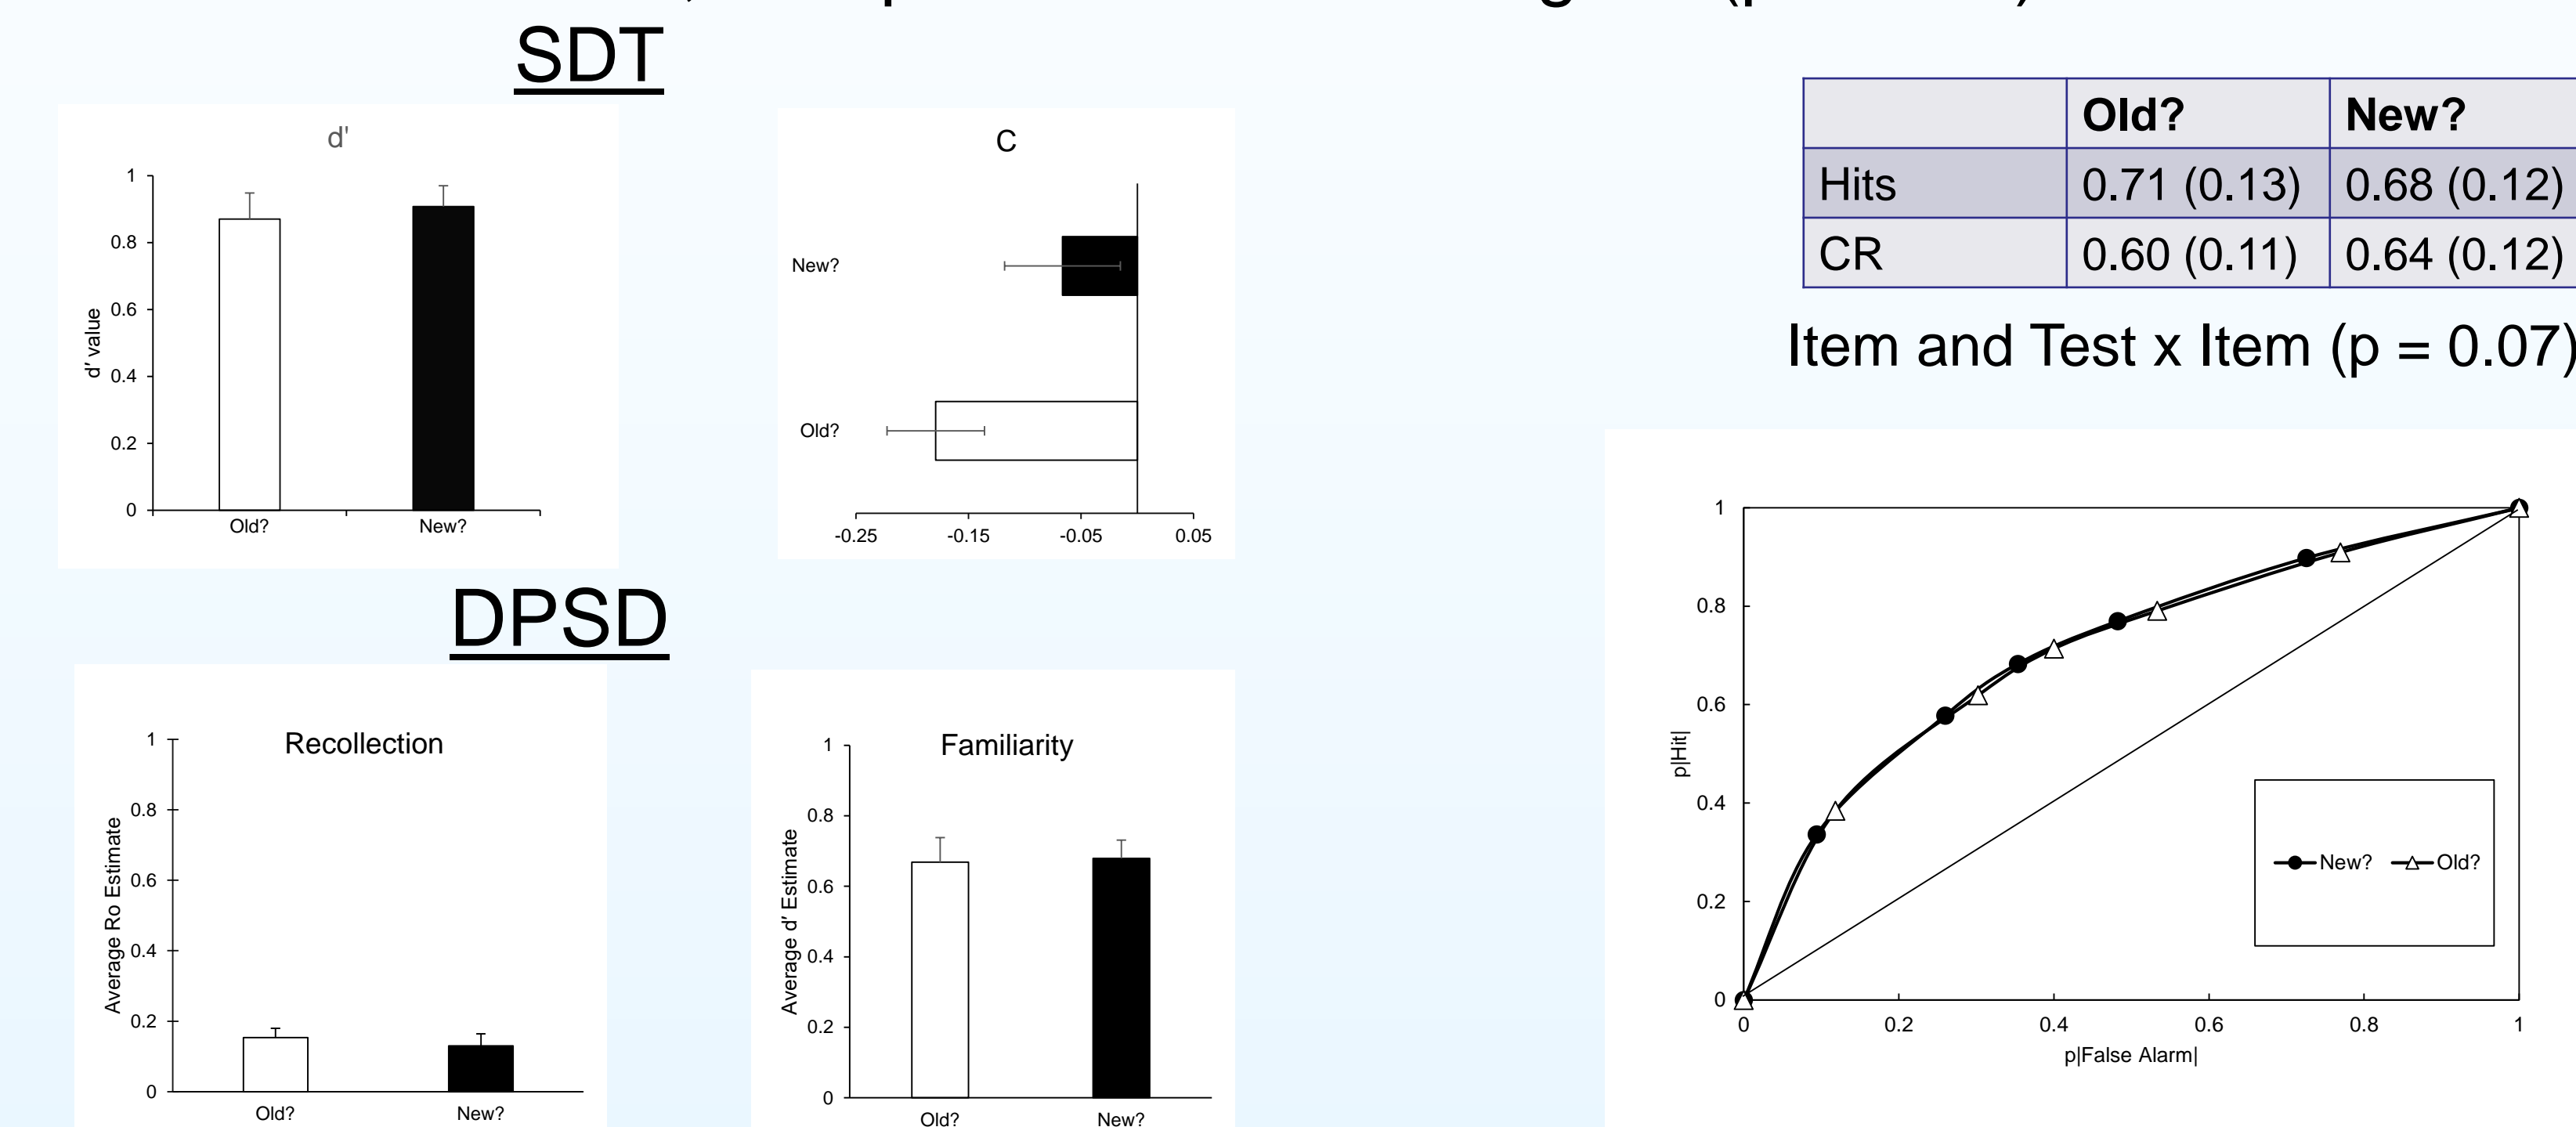 SDT
d'
1
0.8
0.6
0.4
0.2
0
d′ value
Old? New?
C
New?
Old?
-0.25 -0.15 -0.05 0.05
Old? New?
Hits 0.71 (0.13) 0.68 (0.12)
CR 0.60 (0.11) 0.64 (0.12)
Item and Test x Item (p = 0.07)
DPSD
Recollection
1
0.8
0.6
0.4
0.2
0
Average Ro Estimate
Old? New?
Familiarity
1
0.8
0.6
0.4
0.2
0
Average d′ Estimate
Old? New?
1
0.8
0.6
0.4
0.2
0
p|Hit|
New? Old?
0 0.2 0.4 0.6 0.8 1
p|False Alarm|